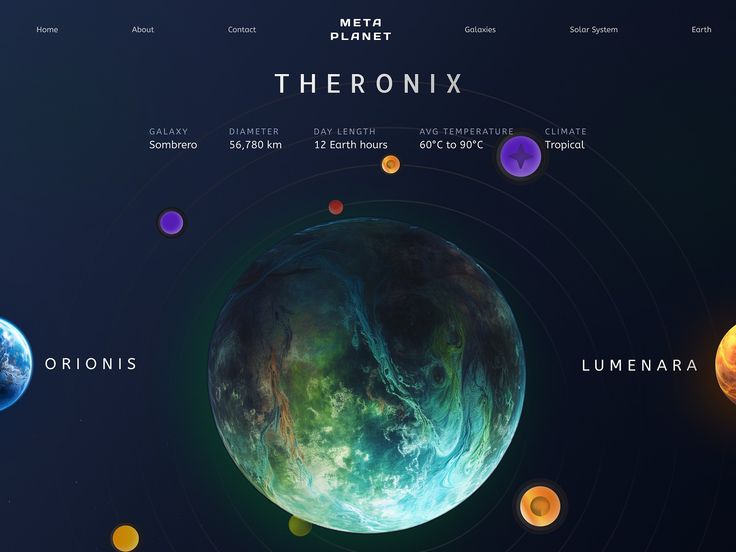 Home
About
Contact
META
PLANET
Galaxies
Solar System
Earth
THERONIX
GALAXY
DIAMETER
DAY LENGTH
AVG TEMPERATURE
CLIMATE
Sombrero
56,780 km
12 Earth hours
60°C to 90°C
Tropical
ORIONIS
LUMENARA